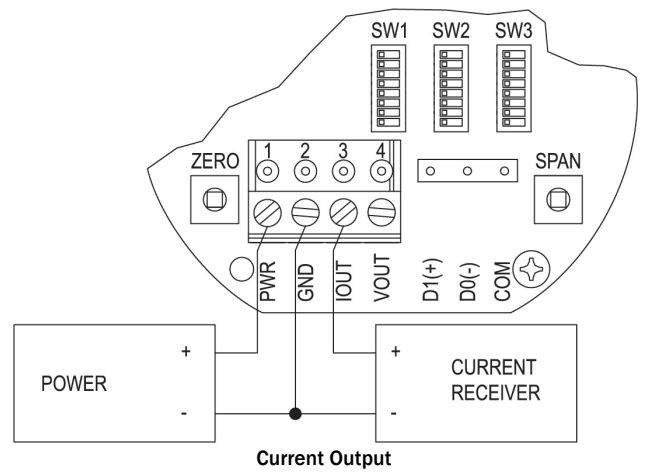 SW1 SW2 SW3
ZERO 1 2 3 4 SPAN
PWR GND IOUT VOUT D1(+) D0(-) COM
+ +
POWER CURRENT
RECEIVER
- -
Current Output